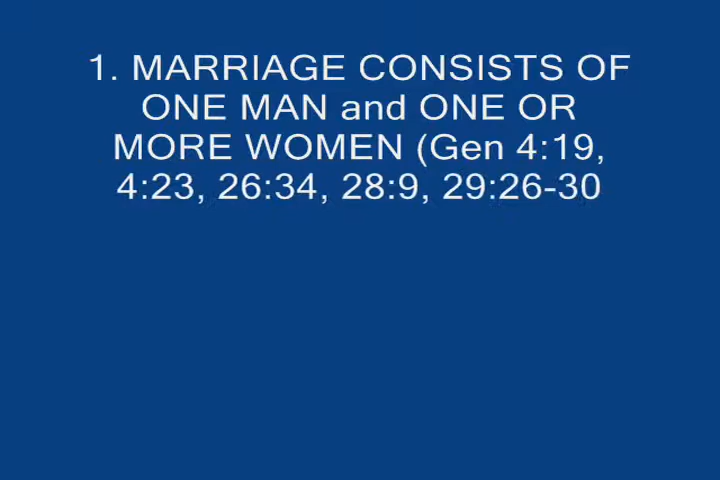 1. MARRIAGE CONSISTS OF
ONE MAN and ONE OR
MORE WOMEN (Gen 4:19,
4:23, 26:34, 28:9, 29:26-30